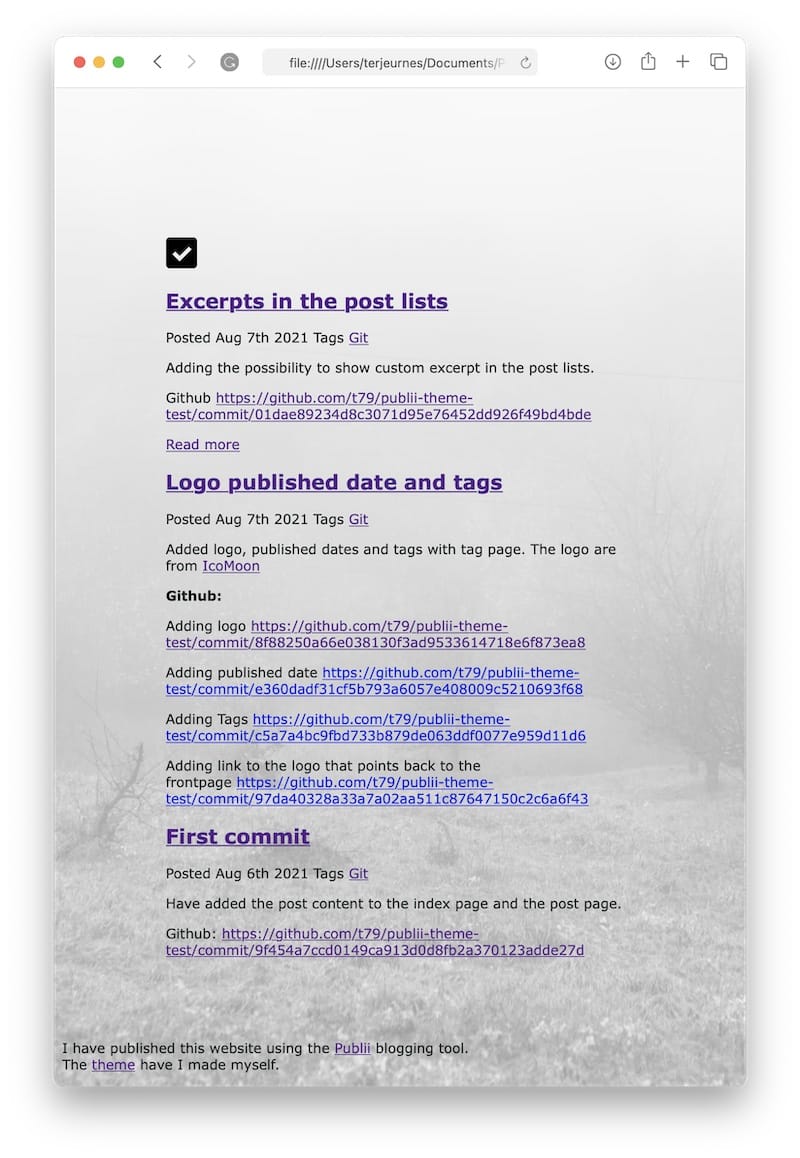 file:////Users/terjeurnes/Documents/P
Excerpts in the post lists
Posted Aug 7th 2021 Tags Git
Adding the possibility to show custom excerpt in the post lists.
Github https://github.com/t79/publii-theme-
test/commit/01dae89234d8c3071d95e76452dd926f49bd4bde
Read more
Logo published date and tags
Posted Aug 7th 2021 Tags Git
Added logo, published dates and tags with tag page. The logo are
from IcoMoon
Github:
Adding logo https://github.com/t79/publii-theme-
test/commit/8f88250a66e038130f3ad9533614718e6f873ea8
Adding published date https://github.com/t79/publii-theme-
test/commit/e360dadf31cf5b793a6057e408009c5210693f68
Adding Tags https://github.com/t79/publii-theme-
test/commit/c5a7a4bc9fbd733b879de063ddf0077e959d11d6
Adding link to the logo that points back to the
frontpage https://github.com/t79/publii-theme-
test/commit/97da40328a33a7a02aa511c87647150c2c6a6f43
First commit
Posted Aug 6th 2021 Tags Git
Have added the post content to the index page and the post page.
Github: https://github.com/t79/publii-theme-
test/commit/9f454a7ccd0149ca913d0d8fb2a370123adde27d
I have published this website using the Publii blogging tool.
The theme have I made myself.